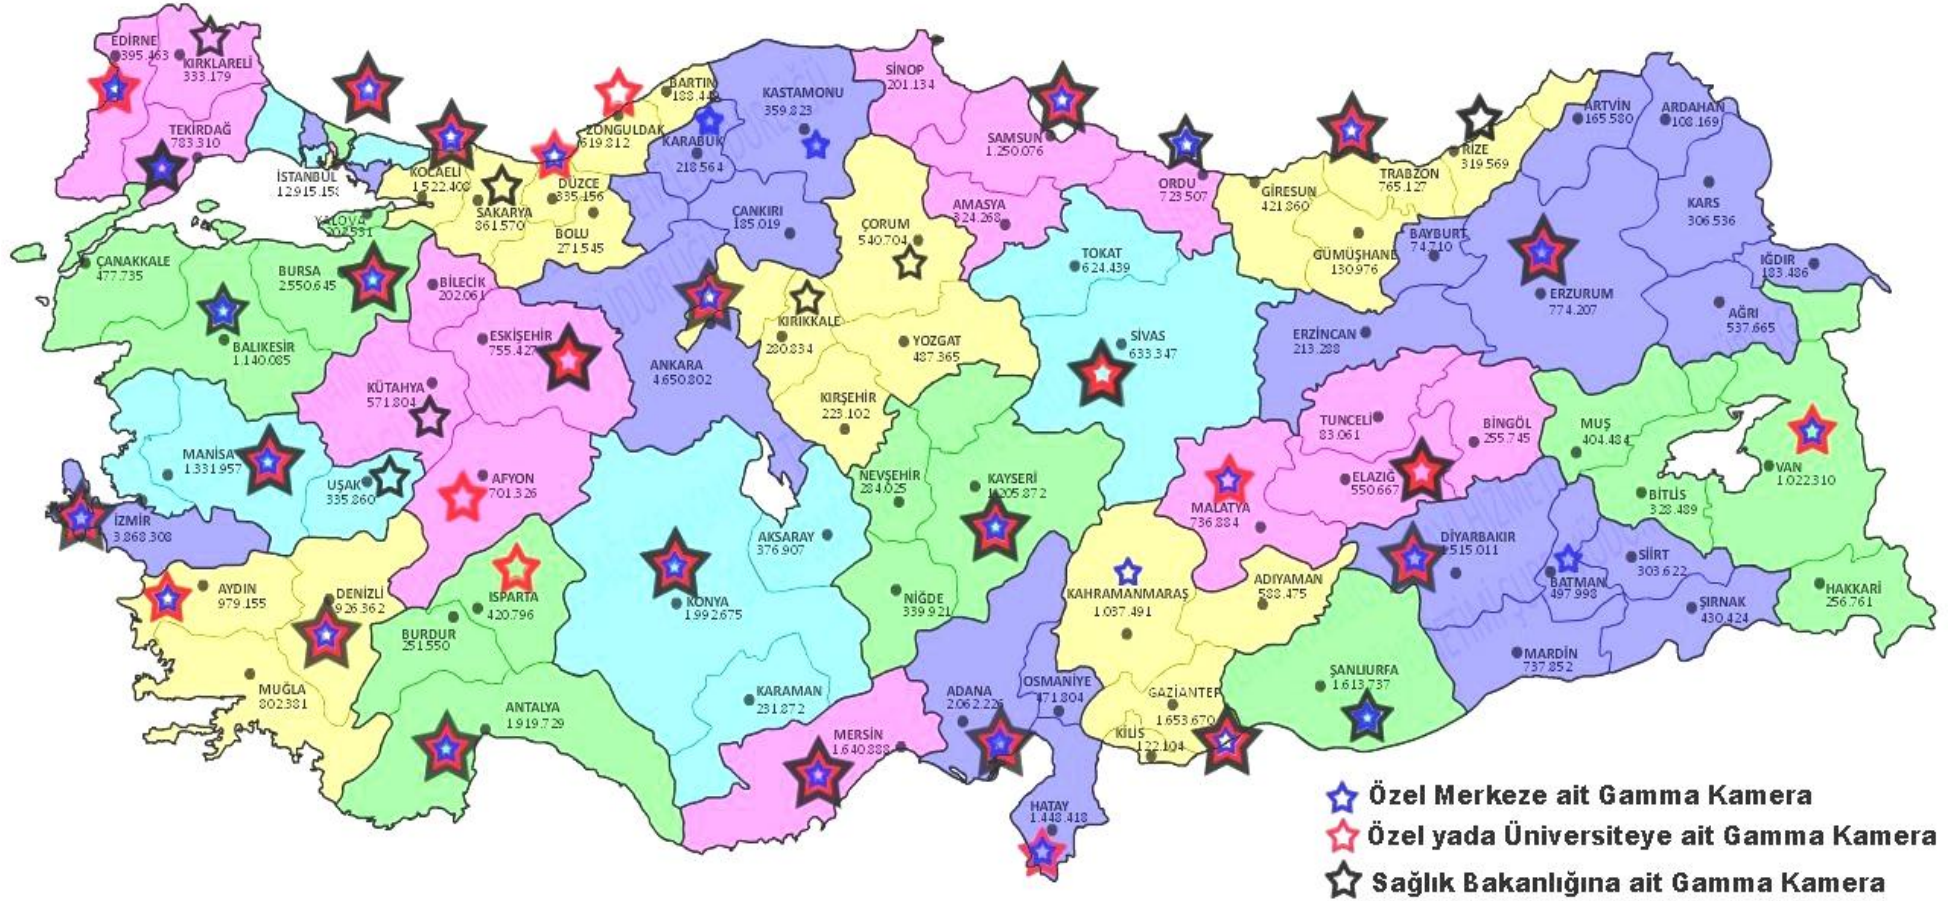 EDİRNE
395.463
KIRKLARELİ
333.179
TEKİRDAĞ
783.310
İSTANBUL
12.915.158
KOCAELİ
1.522.408
YALOVA
202.531
SAKARYA
861.570
DÜZCE
335.156
BOLU
271.545
ZONGULDAK
619.812
BARTIN
188.449
KARABÜK
218.564
KASTAMONU
359.823
ÇANKIRI
185.019
SİNOP
201.134
SAMSUN
1.250.076
AMASYA
324.268
ÇORUM
540.704
ORDU
723.507
GİRESUN
421.860
TRABZON
765.127
RİZE
319.569
ARTVİN
165.580
ARDAHAN
108.169
KARS
306.536
GÜMÜŞHANE
130.976
BAYBURT
74.710
IĞDIR
183.486
ERZURUM
774.207
AĞRI
537.665
ERZİNCAN
213.288
TOKAT
624.439
SİVAS
633.347
YOZGAT
487.365
KIRIKKALE
280.834
KIRŞEHİR
223.102
ANKARA
4.650.802
ESKİŞEHİR
755.427
BİLECİK
202.061
BURSA
2.550.645
ÇANAKKALE
477.735
BALIKESİR
1.140.085
KÜTAHYA
571.804
MANİSA
1.331.957
UŞAK
335.860
AFYON
701.326
İZMİR
3.868.308
AYDIN
979.155
DENİZLİ
926.362
MUĞLA
802.381
BURDUR
251.550
ISPARTA
420.796
ANTALYA
1.919.729
KONYA
1.992.675
AKSARAY
376.907
KARAMAN
231.872
NEVŞEHİR
284.025
KAYSERİ
1.205.872
NİĞDE
339.921
MERSİN
1.640.888
ADANA
2.062.226
OSMANİYE
471.804
HATAY
1.448.418
KAHRAMANMARAŞ
1.037.491
GAZİANTEP
1.653.670
KİLİS
122.104
ADIYAMAN
588.475
MALATYA
736.884
ELAZIĞ
550.667
TUNCELİ
83.061
BİNGÖL
255.745
MUŞ
404.484
BİTLİS
328.489
VAN
1.022.310
HAKKARİ
256.761
DİYARBAKIR
1.515.011
BATMAN
497.998
SİİRT
303.622
ŞIRNAK
430.424
MARDİN
737.852
ŞANLIURFA
1.613.737
Özel Merkeze ait Gamma Kamera
Özel yada Üniversiteye ait Gamma Kamera
Sağlık Bakanlığına ait Gamma Kamera